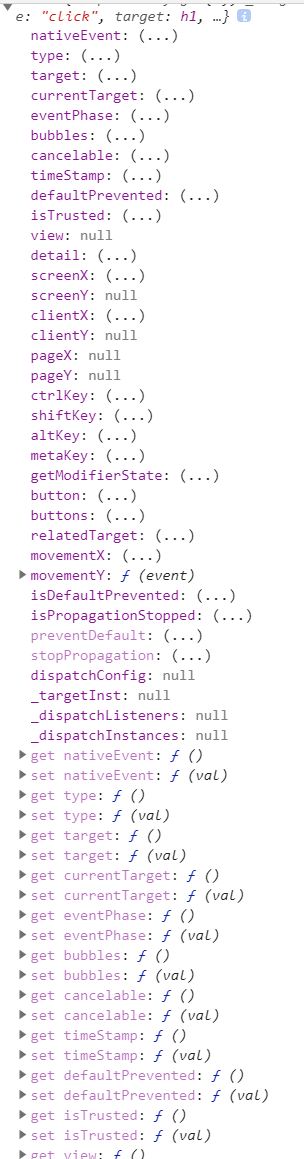 e: "click", target: h1, …} i
nativeEvent: (...)
type: (...)
target: (...)
currentTarget: (...)
eventPhase: (...)
bubbles: (...)
cancelable: (...)
timeStamp: (...)
defaultPrevented: (...)
isTrusted: (...)
view: null
detail: (...)
screenX: (...)
screenY: null
clientX: (...)
clientY: null
pageX: null
pageY: null
ctrlKey: (...)
shiftKey: (...)
altKey: (...)
metaKey: (...)
getModifierState: (...)
button: (...)
buttons: (...)
relatedTarget: (...)
movementX: (...)
movementY: ƒ (event)
isDefaultPrevented: (...)
isPropagationStopped: (...)
preventDefault: (...)
stopPropagation: (...)
dispatchConfig: null
_targetInst: null
_dispatchListeners: null
_dispatchInstances: null
get nativeEvent: ƒ ()
set nativeEvent: ƒ (val)
get type: ƒ ()
set type: ƒ (val)
get target: ƒ ()
set target: ƒ (val)
get currentTarget: ƒ ()
set currentTarget: ƒ (val)
get eventPhase: ƒ ()
set eventPhase: ƒ (val)
get bubbles: ƒ ()
set bubbles: ƒ (val)
get cancelable: ƒ ()
set cancelable: ƒ (val)
get timeStamp: ƒ ()
set timeStamp: ƒ (val)
get defaultPrevented: ƒ ()
set defaultPrevented: ƒ (val)
get isTrusted: ƒ ()
set isTrusted: ƒ (val)
get view: ƒ ()